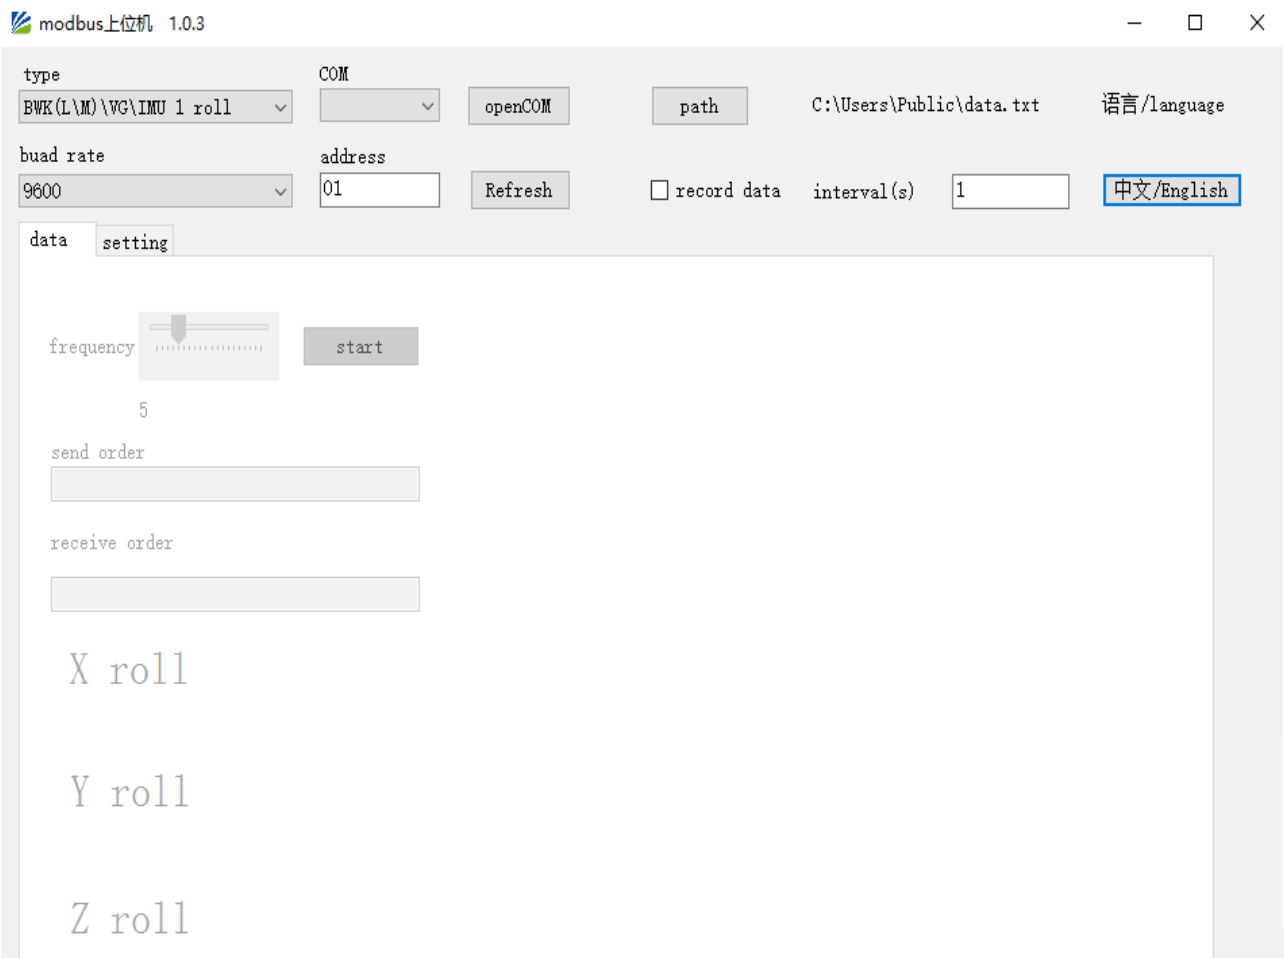 modbus上位机 1.0.3
type
COM
BWK(L\M)\VG\IMU 1 roll
openCOM
path
C:\Users\Public\data.txt
语言/language
buad rate
address
9600
01
Refresh
record data
interval(s)
1
中文/English
data
setting
frequency
start
5
send order
receive order
X roll
Y roll
Z roll